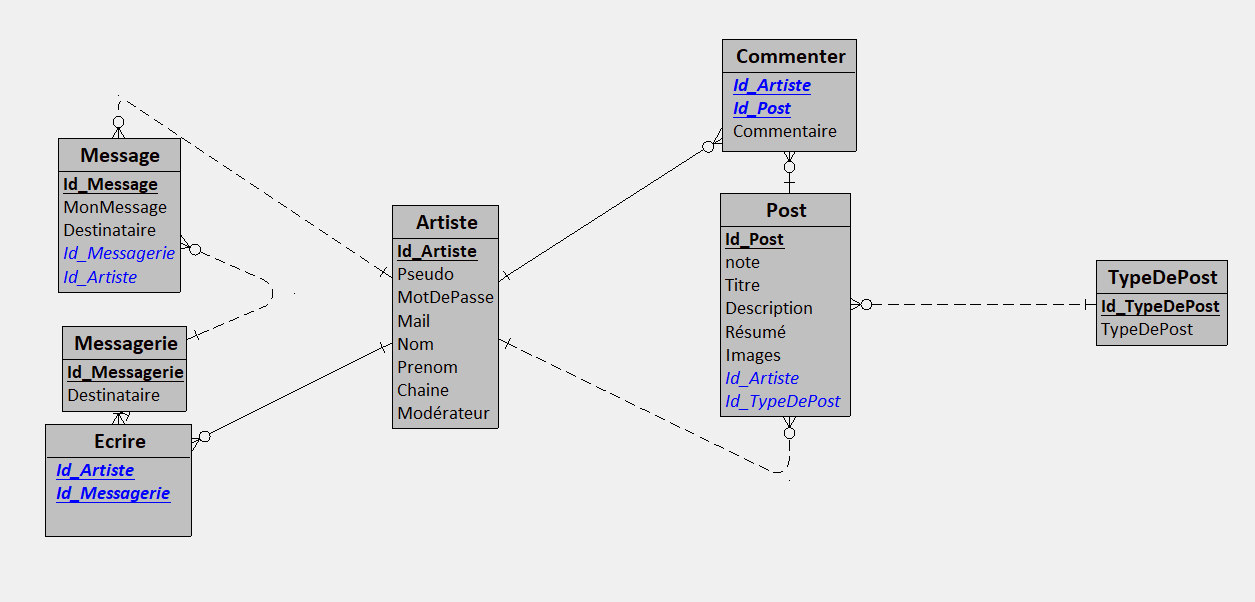 Commenter
Id_Artiste
Id_Post
Commentaire
Message
Id_Message
MonMessage
Destinataire
Id_Messagerie
Id_Artiste
Artiste
Id_Artiste
Pseudo
MotDePasse
Mail
Nom
Prenom
Chaine
Modérateur
Post
Id_Post
note
Titre
Description
Résumé
Images
Id_Artiste
Id_TypeDePost
TypeDePost
Id_TypeDePost
TypeDePost
Messagerie
Id_Messagerie
Destinataire
Ecrire
Id_Artiste
Id_Messagerie